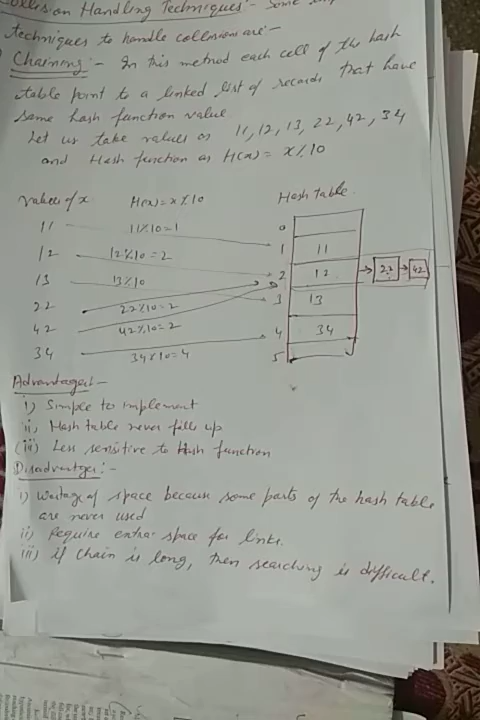 Collision Handling Techniques:- Some
techniques to handle collision are:-
Chaining:- In this method each cell of the hash
table point to a linked list of records that have
same hash function value.
Let us take values as 11, 12, 13, 22, 42, 34
and Hash function as H(x) = x%10
Values of x H(x)=x%10 Hash table
0
11 11%10=1 1 11
12 12%10=2 2 12 22 42
13 13%10 3 13
22 22%10=2
42 42%10=2 4 34
34 34%10=4 5
Advantages:-
i) Simple to implement
ii) Hash table never fills up
(iii) Less sensitive to Hash function
Disadvantges:-
i) Wastage of space because some parts of the hash table
are never used
ii) Require extra space for links.
iii) if chain is long, then searching is difficult.